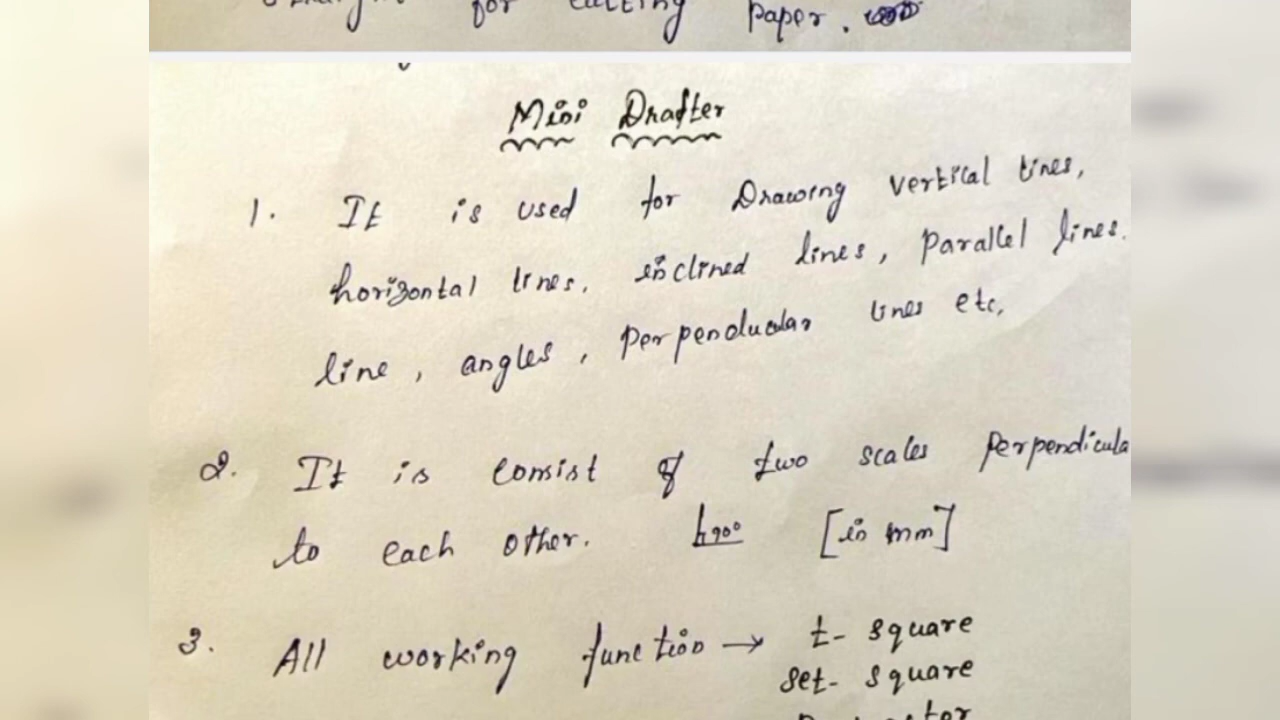 for cutting paper.
Mini Drafter
1. It is used for Drawing vertical lines,
horizontal lines, inclined lines, parallel lines.
line, angles, perpenducular lines etc,
2. It is consist of two scales perpendicula
to each other. 90° [in mm]
3. All working function → t- square
set- square